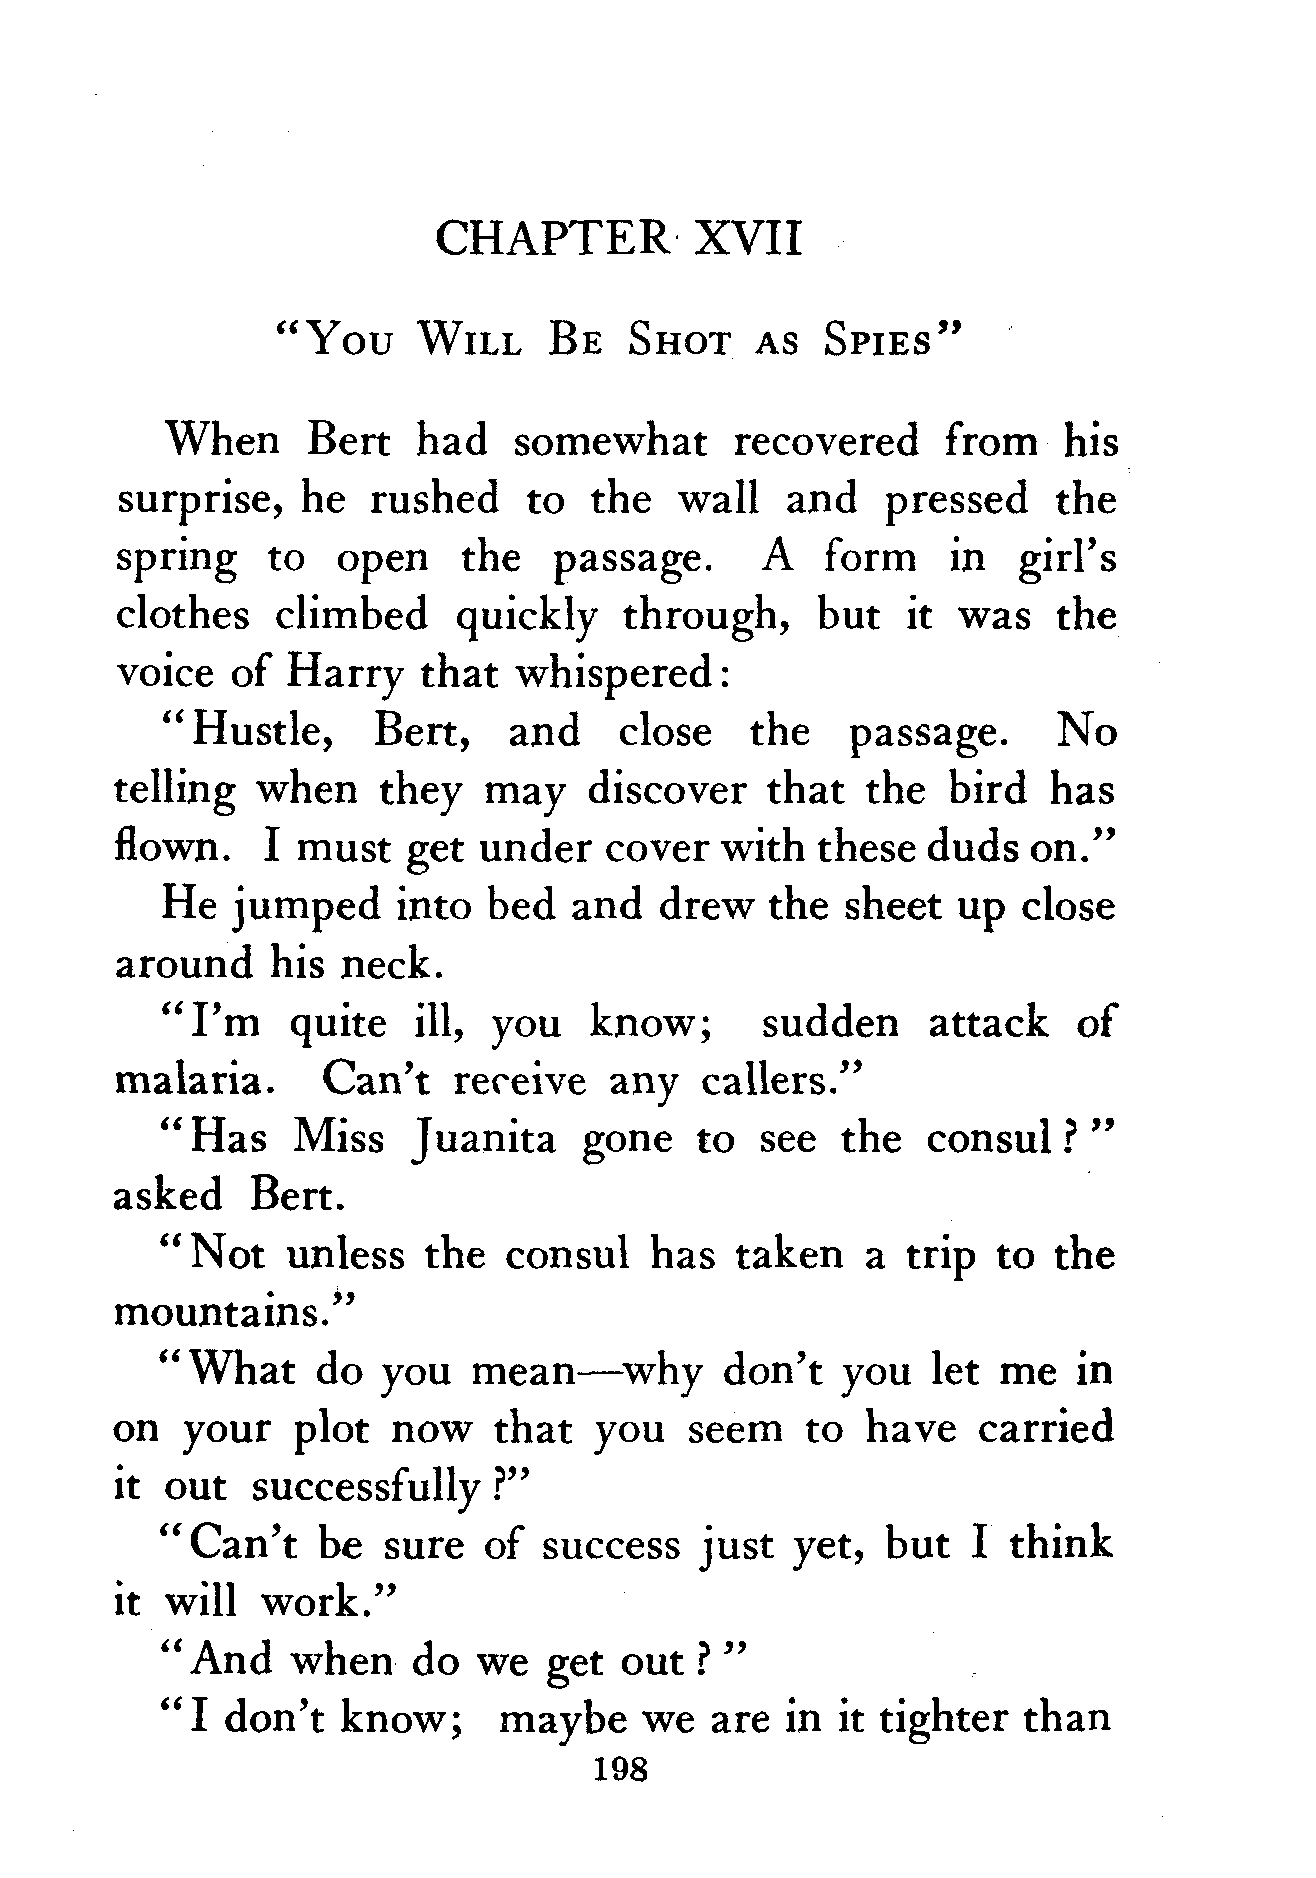 CHAPTER XVII
"You Will Be Shot as Spies"
When Bert had somewhat recovered from his
surprise, he rushed to the wall and pressed the
spring to open the passage. A form in girl's
clothes climbed quickly through, but it was the
voice of Harry that whispered:
"Hustle, Bert, and close the passage. No
telling when they may discover that the bird has
flown. I must get under cover with these duds on."
He jumped into bed and drew the sheet up close
around his neck.
"I'm quite ill, you know; sudden attack of
malaria. Can't receive any callers."
"Has Miss Juanita gone to see the consul?"
asked Bert.
"Not unless the consul has taken a trip to the
mountains."
"What do you mean—why don't you let me in
on your plot now that you seem to have carried
it out successfully?"
"Can't be sure of success just yet, but I think
it will work."
"And when do we get out?"
"I don't know; maybe we are in it tighter than
198